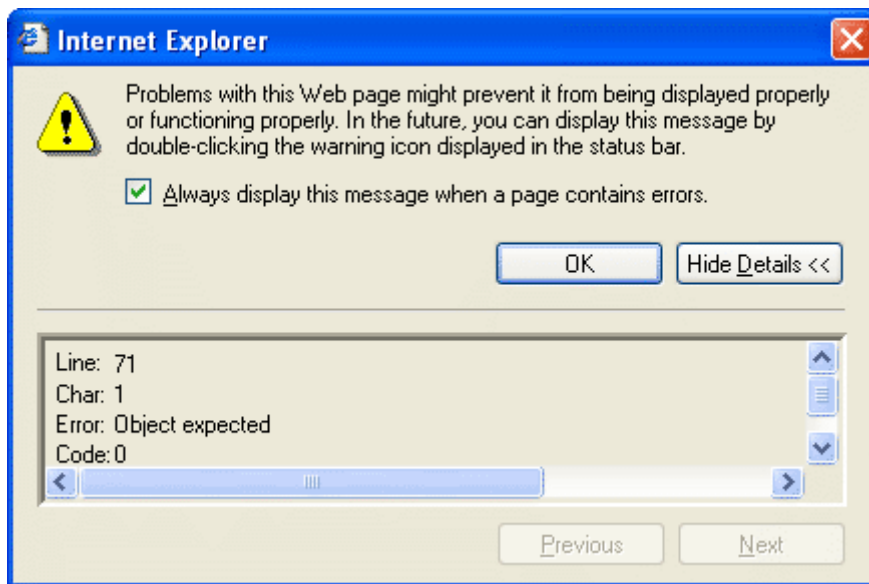 Internet Explorer
Problems with this Web page might prevent it from being displayed properly
or functioning properly. In the future, you can display this message by
double-clicking the warning icon displayed in the status bar.
Always display this message when a page contains errors.
OK
Hide Details <<
Line: 71
Char: 1
Error: Object expected
Code: 0
Previous
Next